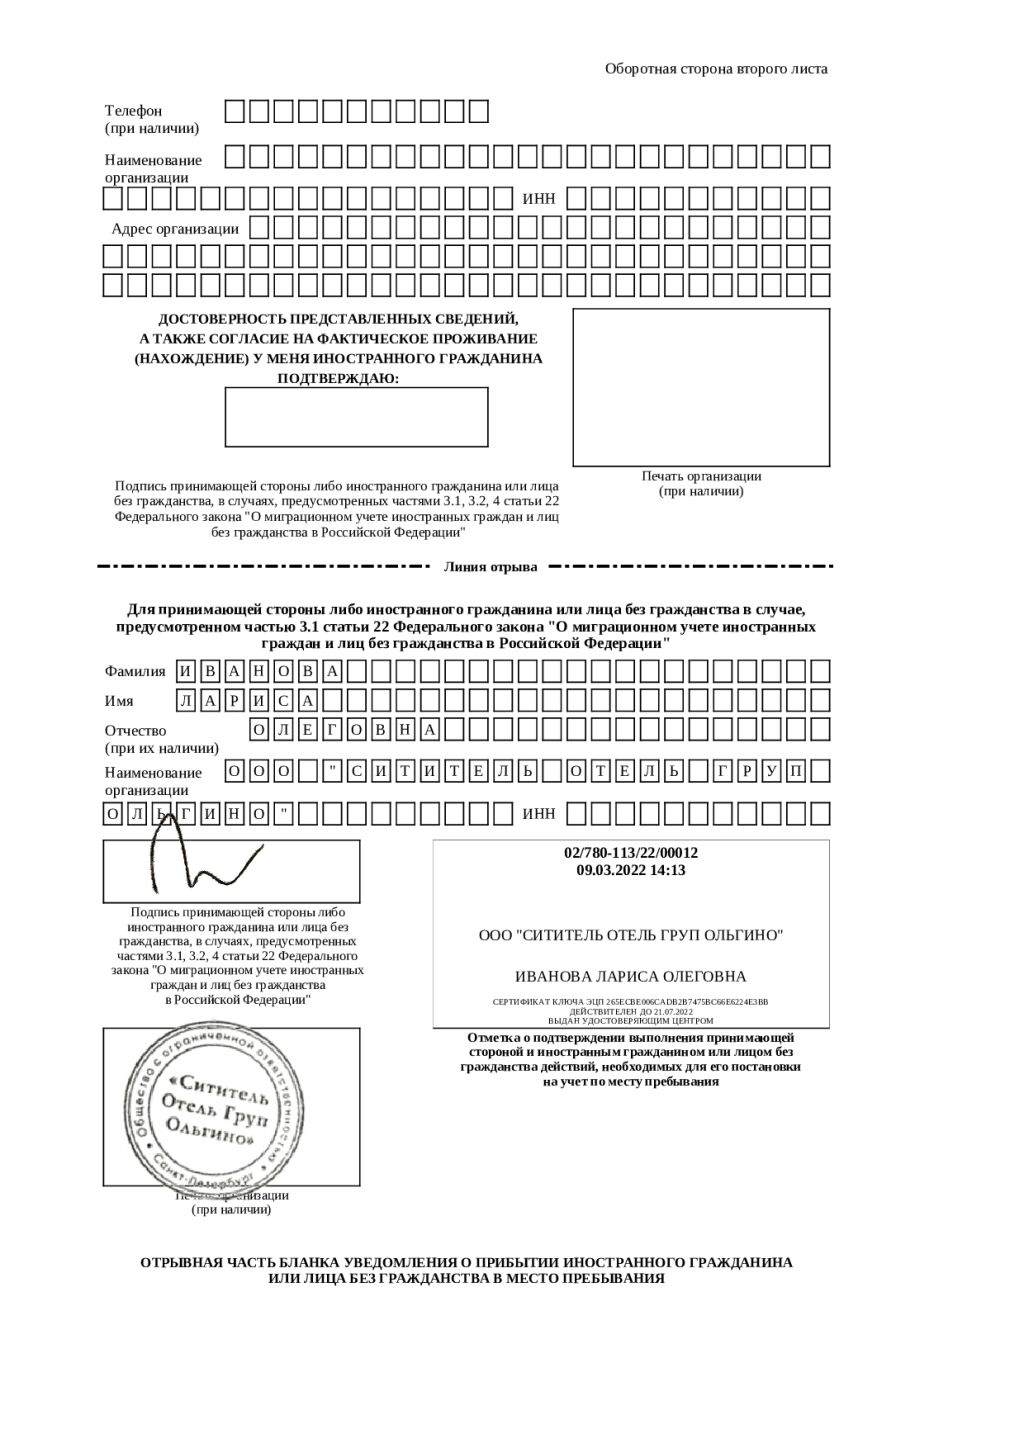 Оборотная сторона второго листа
Телефон
(при наличии)
Наименование
организации
ИНН
Адрес организации
ДОСТОВЕРНОСТЬ ПРЕДСТАВЛЕННЫХ СВЕДЕНИЙ,
А ТАКЖЕ СОГЛАСИЕ НА ФАКТИЧЕСКОЕ ПРОЖИВАНИЕ
(НАХОЖДЕНИЕ) У МЕНЯ ИНОСТРАННОГО ГРАЖДАНИНА
ПОДТВЕРЖДАЮ:
Печать организации
(при наличии)
Подпись принимающей стороны либо иностранного гражданина или лица
без гражданства, в случаях, предусмотренных частями 3.1, 3.2, 4 статьи 22
Федерального закона "О миграционном учете иностранных граждан и лиц
без гражданства в Российской Федерации"
Линия отрыва
Для принимающей стороны либо иностранного гражданина или лица без гражданства в случае,
предусмотренном частью 3.1 статьи 22 Федерального закона "О миграционном учете иностранных
граждан и лиц без гражданства в Российской Федерации"
Фамилия ИВАНОВА
Имя ЛАРИСА
Отчество ОЛЕГОВНА
(при их наличии)
Наименование ООО "СИТИТЕЛЬ ОТЕЛЬ ГРУП
организации
ОЛЬГИНО" ИНН
02/780-113/22/00012
09.03.2022 14:13
ООО "СИТИТЕЛЬ ОТЕЛЬ ГРУП ОЛЬГИНО"
ИВАНОВА ЛАРИСА ОЛЕГОВНА
СЕРТИФИКАТ КЛЮЧА ЭЦП 265ECBE006CADB2B7475BC66E6224E3BB
ДЕЙСТВИТЕЛЕН ДО 21.07.2022
ВЫДАН УДОСТОВЕРЯЮЩИМ ЦЕНТРОМ
Подпись принимающей стороны либо
иностранного гражданина или лица без
гражданства, в случаях, предусмотренных
частями 3.1, 3.2, 4 статьи 22 Федерального
закона "О миграционном учете иностранных
граждан и лиц без гражданства
в Российской Федерации"
Отметка о подтверждении выполнения принимающей
стороной и иностранным гражданином или лицом без
гражданства действий, необходимых для его постановки
на учет по месту пребывания
Общество с ограниченной ответственностью
«Сититель
Отель Груп
Ольгино»
Санкт-Петербург
Печать организации
(при наличии)
ОТРЫВНАЯ ЧАСТЬ БЛАНКА УВЕДОМЛЕНИЯ О ПРИБЫТИИ ИНОСТРАННОГО ГРАЖДАНИНА
ИЛИ ЛИЦА БЕЗ ГРАЖДАНСТВА В МЕСТО ПРЕБЫВАНИЯ